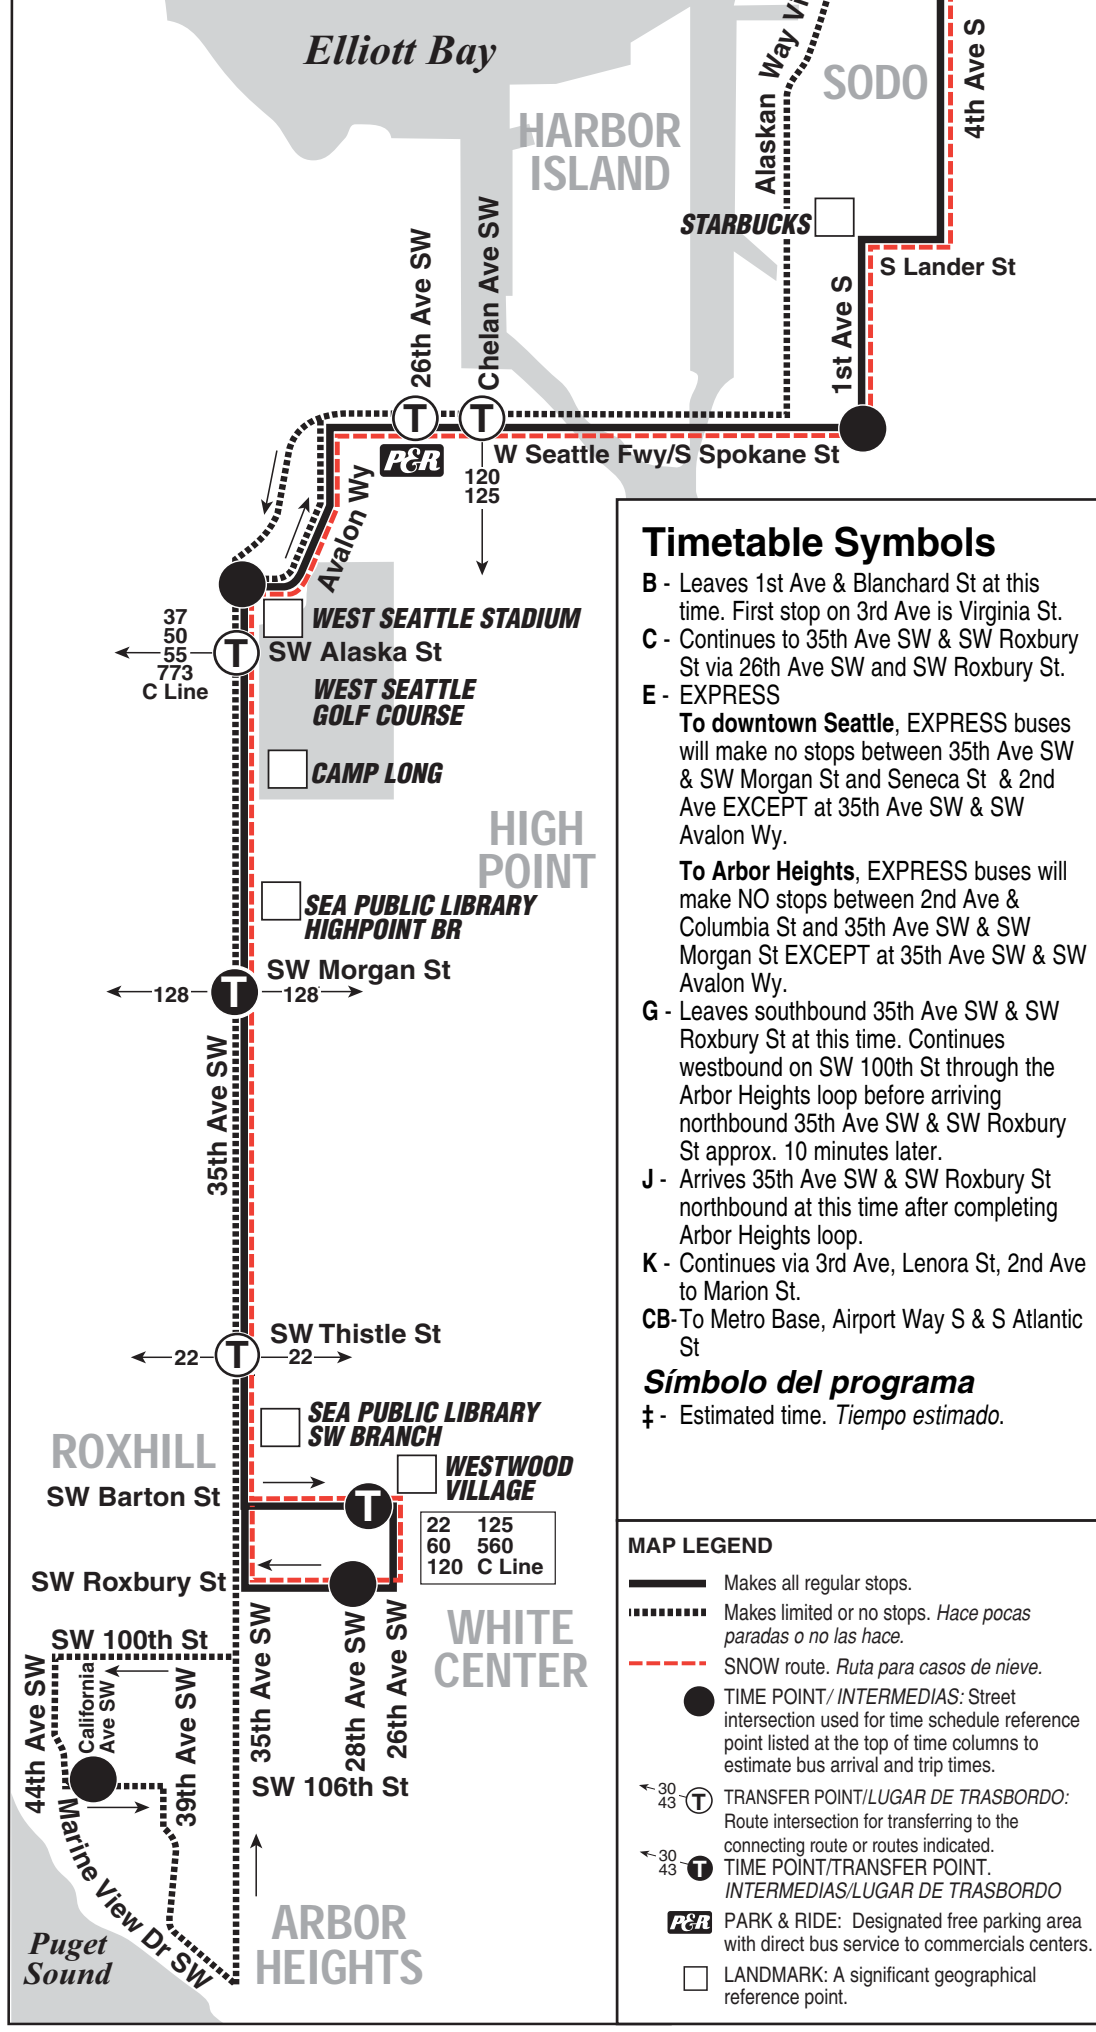 Elliott Bay
SODO
4th Ave S
Alaskan Way Vi
HARBOR
ISLAND
STARBUCKS
S Lander St
1st Ave S
26th Ave SW
Chelan Ave SW
T
T
P&R
W Seattle Fwy/S Spokane St
120
125
Avalon Wy
WEST SEATTLE STADIUM
37
50
55
773
C Line
T
SW Alaska St
WEST SEATTLE
GOLF COURSE
CAMP LONG
HIGH
POINT
SEA PUBLIC LIBRARY
HIGHPOINT BR
SW Morgan St
128
T
128
35th Ave SW
SW Thistle St
22
T
22
SEA PUBLIC LIBRARY
SW BRANCH
ROXHILL
WESTWOOD
VILLAGE
SW Barton St
T
22 125
60 560
120 C Line
SW Roxbury St
WHITE
CENTER
SW 100th St
35th Ave SW
28th Ave SW
26th Ave SW
44th Ave SW
California
Ave SW
39th Ave SW
SW 106th St
Marine View Dr SW
ARBOR
HEIGHTS
Puget
Sound
Timetable Symbols
B - Leaves 1st Ave & Blanchard St at this
time. First stop on 3rd Ave is Virginia St.
C - Continues to 35th Ave SW & SW Roxbury
St via 26th Ave SW and SW Roxbury St.
E - EXPRESS
To downtown Seattle, EXPRESS buses
will make no stops between 35th Ave SW
& SW Morgan St and Seneca St & 2nd
Ave EXCEPT at 35th Ave SW & SW
Avalon Wy.
To Arbor Heights, EXPRESS buses will
make NO stops between 2nd Ave &
Columbia St and 35th Ave SW & SW
Morgan St EXCEPT at 35th Ave SW & SW
Avalon Wy.
G - Leaves southbound 35th Ave SW & SW
Roxbury St at this time. Continues
westbound on SW 100th St through the
Arbor Heights loop before arriving
northbound 35th Ave SW & SW Roxbury
St approx. 10 minutes later.
J - Arrives 35th Ave SW & SW Roxbury St
northbound at this time after completing
Arbor Heights loop.
K - Continues via 3rd Ave, Lenora St, 2nd Ave
to Marion St.
CB- To Metro Base, Airport Way S & S Atlantic
St
Símbolo del programa
‡ - Estimated time. Tiempo estimado.
MAP LEGEND
Makes all regular stops.
Makes limited or no stops. Hace pocas
paradas o no las hace.
SNOW route. Ruta para casos de nieve.
TIME POINT/ INTERMEDIAS: Street
intersection used for time schedule reference
point listed at the top of time columns to
estimate bus arrival and trip times.
30
43 T TRANSFER POINT/LUGAR DE TRASBORDO:
Route intersection for transferring to the
connecting route or routes indicated.
30
43 T TIME POINT/TRANSFER POINT.
INTERMEDIAS/LUGAR DE TRASBORDO
P&R PARK & RIDE: Designated free parking area
with direct bus service to commercials centers.
LANDMARK: A significant geographical
reference point.